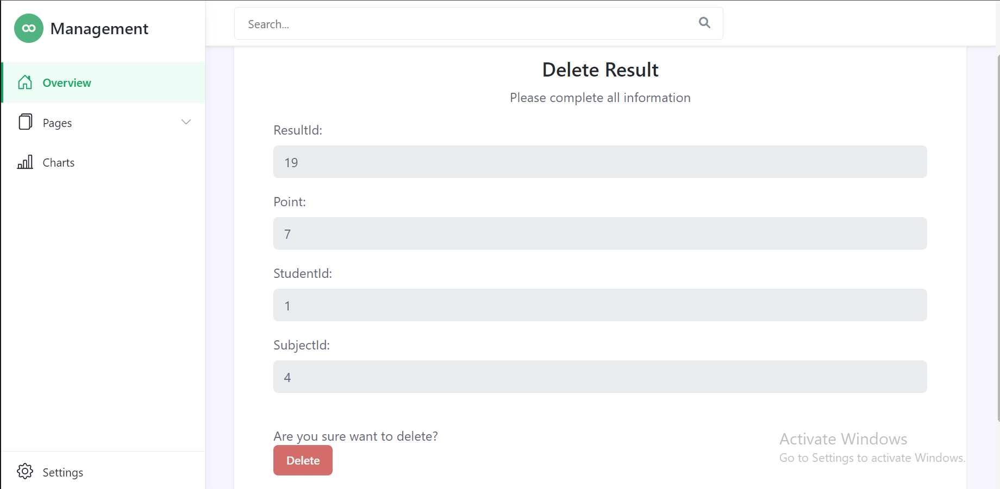 Management
Search...
Overview
Pages
Charts
Settings
Delete Result
Please complete all information
ResultId:
19
Point:
7
StudentId:
1
SubjectId:
4
Are you sure want to delete?
Delete
Activate Windows
Go to Settings to activate Windows.